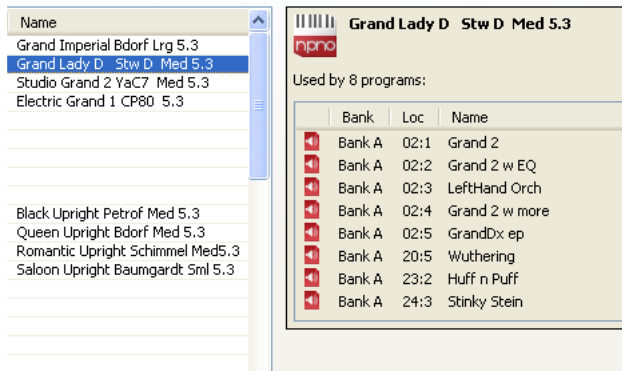 Name
Grand Imperial Bdorf Lrg 5.3
Grand Lady D Stw D Med 5.3
Studio Grand 2 YaC7 Med 5.3
Electric Grand 1 CP80 5.3
Black Upright Petrof Med 5.3
Queen Upright Bdorf Med 5.3
Romantic Upright Schimmel Med5.3
Saloon Upright Baumgardt Sml 5.3
npno
Grand Lady D Stw D Med 5.3
Used by 8 programs:
Bank Loc Name
Bank A 02:1 Grand 2
Bank A 02:2 Grand 2 w EQ
Bank A 02:3 LeftHand Orch
Bank A 02:4 Grand 2 w more
Bank A 02:5 GrandDx ep
Bank A 20:5 Wuthering
Bank A 23:2 Huff n Puff
Bank A 24:3 Stinky Stein